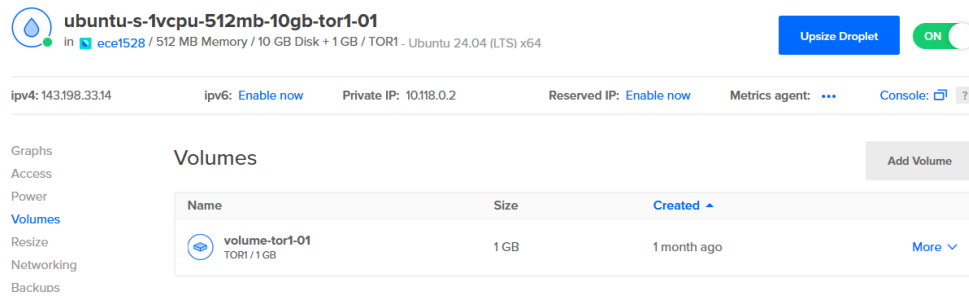 ubuntu-s-1vcpu-512mb-10gb-tor1-01
in ece1528 / 512 MB Memory / 10 GB Disk + 1 GB / TOR1 - Ubuntu 24.04 (LTS) x64
Upsize Droplet
ON
ipv4: 143.198.33.14 ipv6: Enable now Private IP: 10.118.0.2 Reserved IP: Enable now Metrics agent: ••• Console: ?
Graphs
Access
Power
Volumes
Resize
Networking
Backups
Volumes
Add Volume
Name Size Created
volume-tor1-01
TOR1 / 1 GB
1 GB 1 month ago More